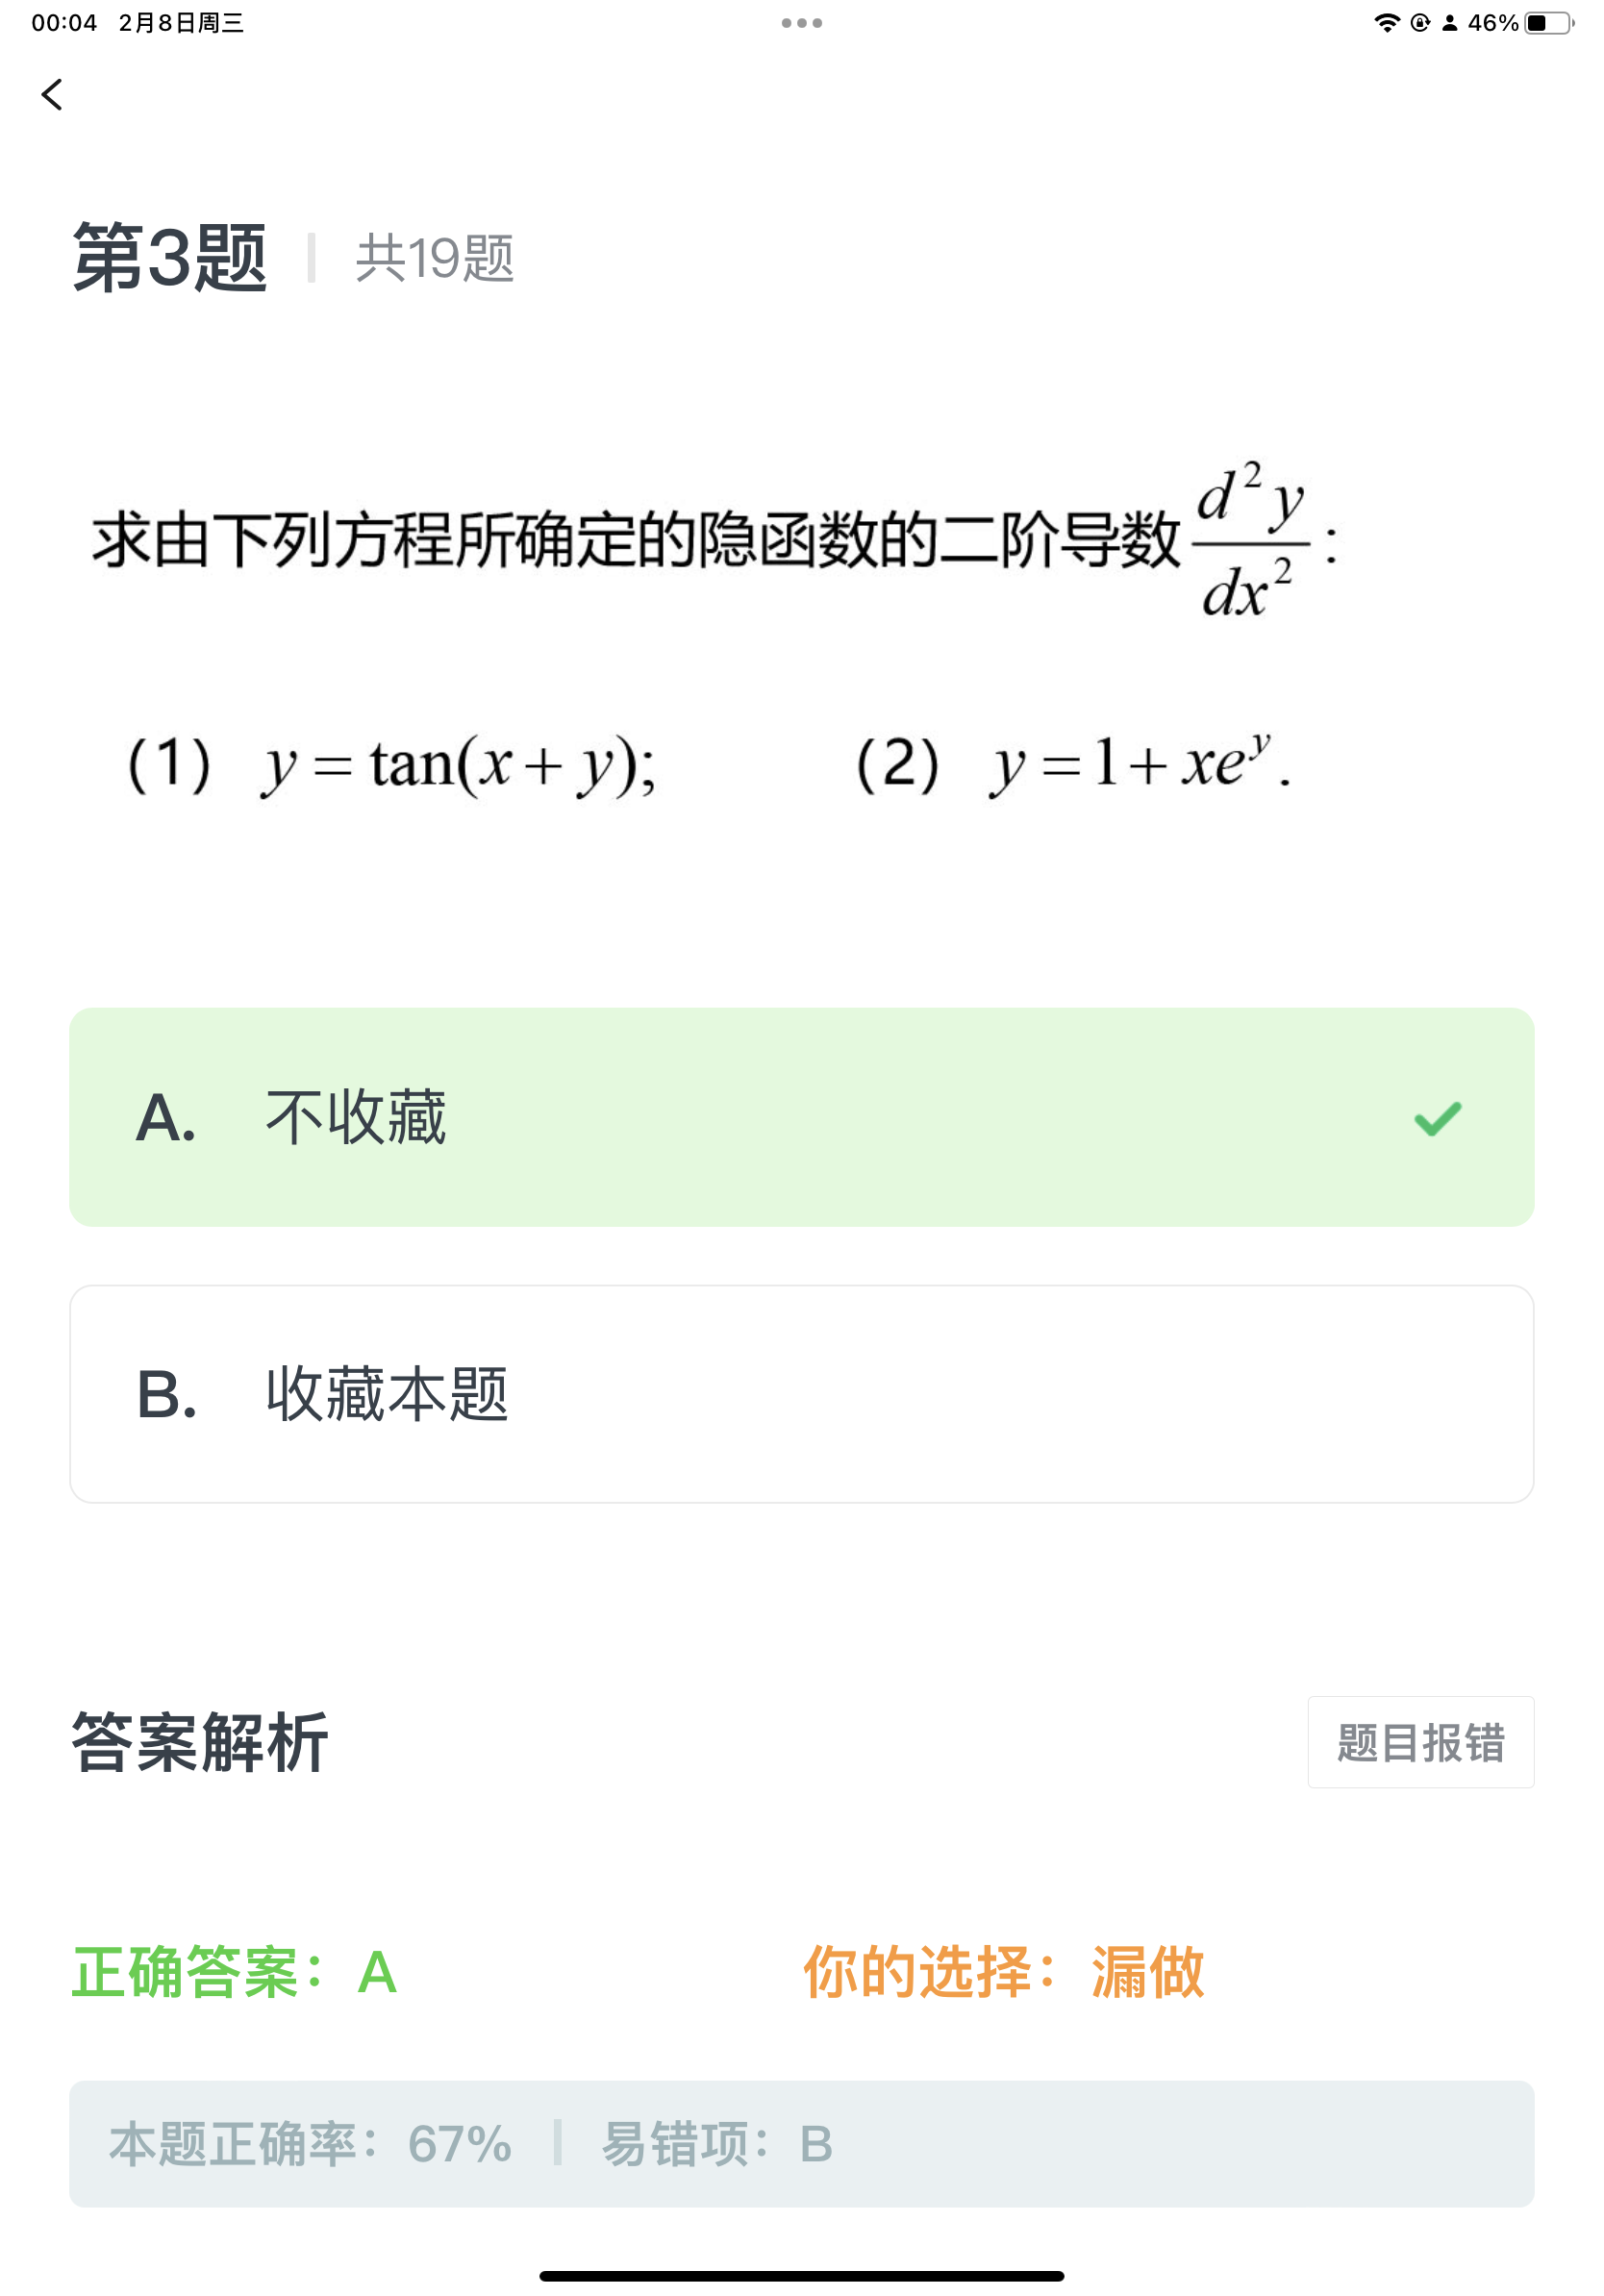 00:04 2月8日周三 46%
第3题 共19题
求由下列方程所确定的隐函数的二阶导数 \frac{d^2 y}{dx^2}:
(1) y = tan(x + y); (2) y = 1 + xe^y.
A. 不收藏
B. 收藏本题
答案解析 题目报错
正确答案：A 你的选择：漏做
本题正确率：67% 易错项：B